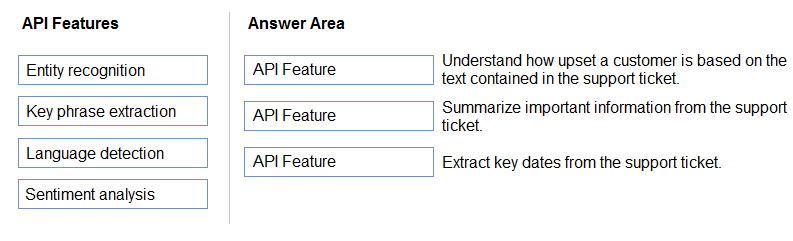 API Features
Answer Area
Entity recognition
Key phrase extraction
Language detection
Sentiment analysis
API Feature
Understand how upset a customer is based on the
text contained in the support ticket.
API Feature
Summarize important information from the support
ticket.
API Feature
Extract key dates from the support ticket.